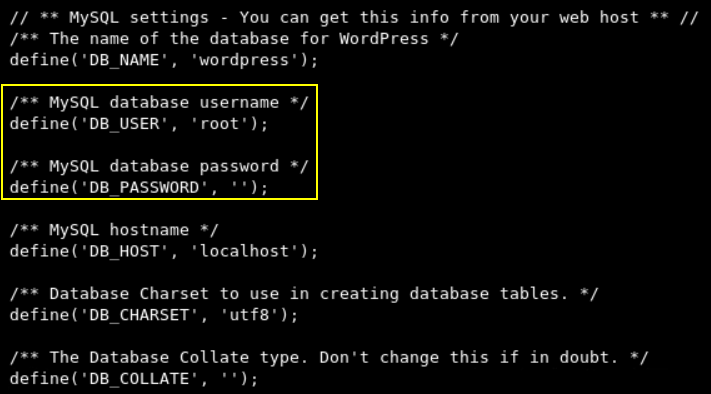 // ** MySQL settings - You can get this info from your web host ** //
/** The name of the database for WordPress */
define('DB_NAME', 'wordpress');
/** MySQL database username */
define('DB_USER', 'root');
/** MySQL database password */
define('DB_PASSWORD', '');
/** MySQL hostname */
define('DB_HOST', 'localhost');
/** Database Charset to use in creating database tables. */
define('DB_CHARSET', 'utf8');
/** The Database Collate type. Don't change this if in doubt. */
define('DB_COLLATE', '');